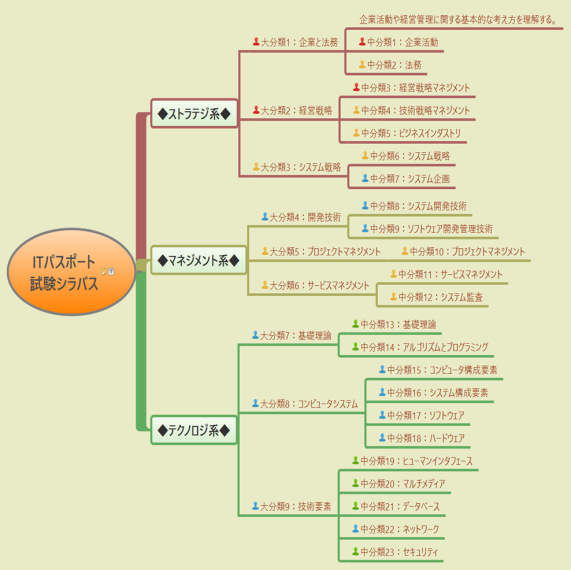 ITパスポート
試験シラバス
◆ストラテジ系◆
大分類1：企業と法務
企業活動や経営管理に関する基本的な考え方を理解する。
中分類1：企業活動
中分類2：法務
大分類2：経営戦略
中分類3：経営戦略マネジメント
中分類4：技術戦略マネジメント
中分類5：ビジネスインダストリ
大分類3：システム戦略
中分類6：システム戦略
中分類7：システム企画
◆マネジメント系◆
大分類4：開発技術
中分類8：システム開発技術
中分類9：ソフトウェア開発管理技術
大分類5：プロジェクトマネジメント
中分類10：プロジェクトマネジメント
大分類6：サービスマネジメント
中分類11：サービスマネジメント
中分類12：システム監査
◆テクノロジ系◆
大分類7：基礎理論
中分類13：基礎理論
中分類14：アルゴリズムとプログラミング
大分類8：コンピュータシステム
中分類15：コンピュータ構成要素
中分類16：システム構成要素
中分類17：ソフトウェア
中分類18：ハードウェア
大分類9：技術要素
中分類19：ヒューマンインタフェース
中分類20：マルチメディア
中分類21：データベース
中分類22：ネットワーク
中分類23：セキュリティ